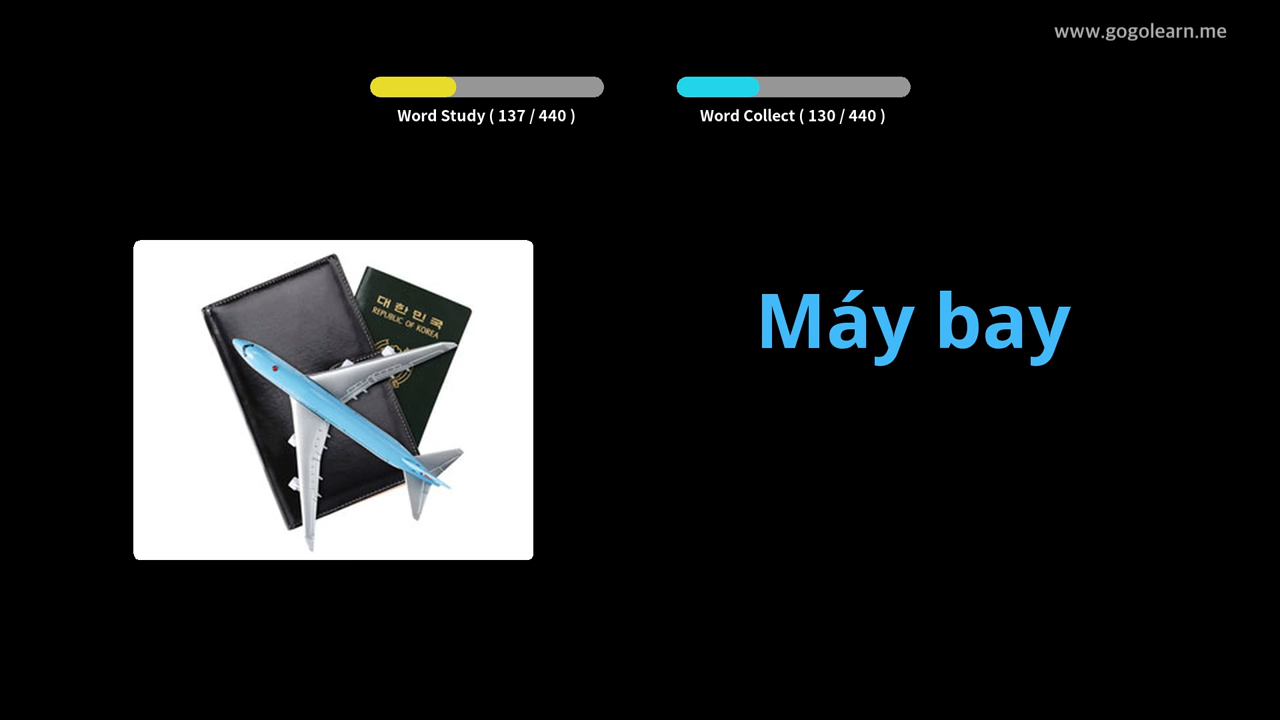 www.gogolearn.me
Word Study ( 137 / 440 )
Word Collect ( 130 / 440 )
대한민국
REPUBLIC OF KOREA
Máy bay